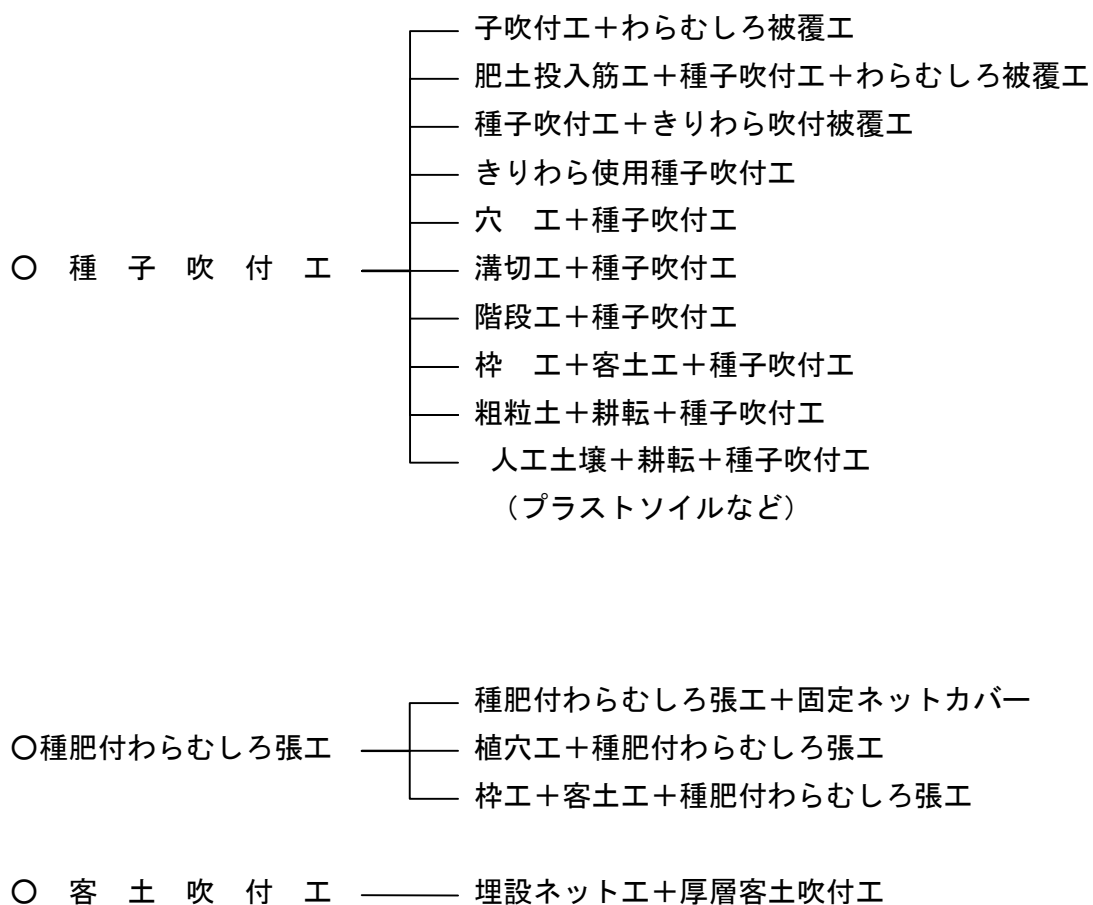 子吹付工＋わらむしろ被覆工
肥土投入筋工＋種子吹付工＋わらむしろ被覆工
種子吹付工＋きりわら吹付被覆工
きりわら使用種子吹付工
穴　工＋種子吹付工
〇　種　子　吹　付　工
溝切工＋種子吹付工
階段工＋種子吹付工
枠　工＋客土工＋種子吹付工
粗粒土＋耕転＋種子吹付工
人工土壌＋耕転＋種子吹付工
（プラストソイルなど）
種肥付わらむしろ張工＋固定ネットカバー
〇種肥付わらむしろ張工
植穴工＋種肥付わらむしろ張工
枠工＋客土工＋種肥付わらむしろ張工
〇　客　土　吹　付　工
埋設ネット工＋厚層客土吹付工